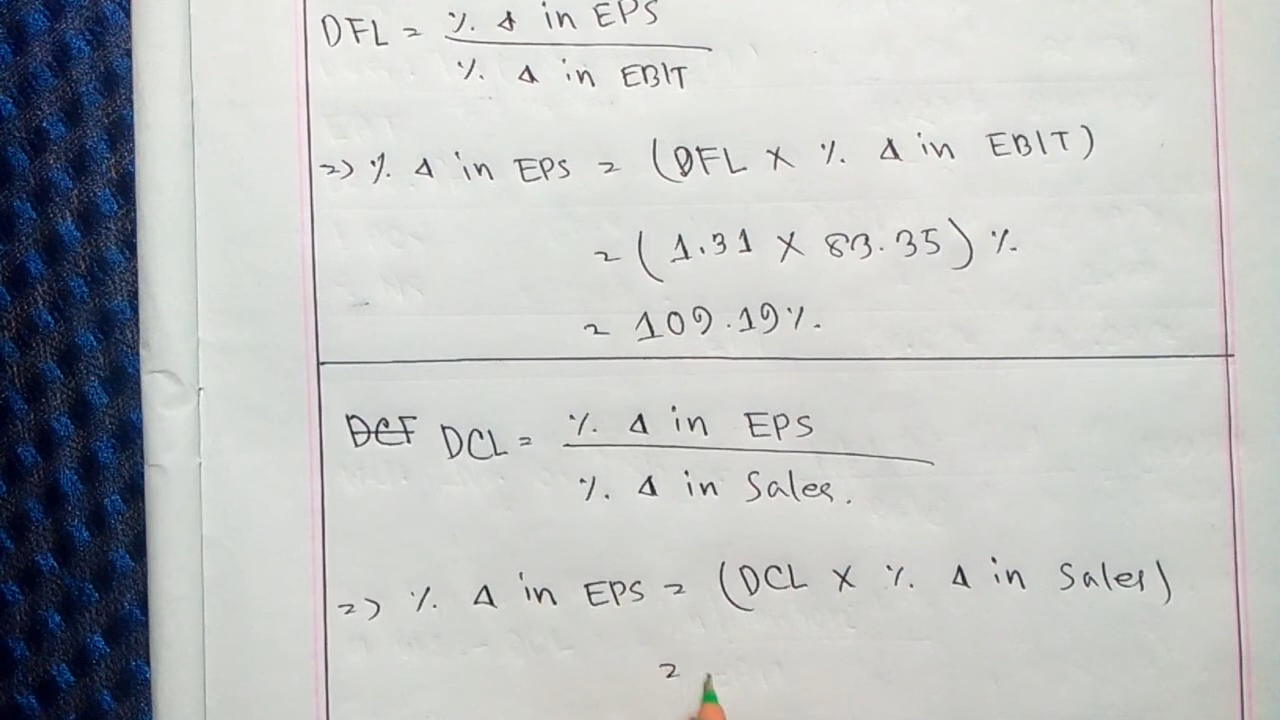 DFL = % Δ in EPS
% Δ in EBIT
=> % Δ in EPS = (DFL X % Δ in EBIT)
= (1.31 X 83.35) %
= 109.19%.
DCF DCL = % Δ in EPS
% Δ in Sales.
=> % Δ in EPS = (DCL X % Δ in Sales)
=